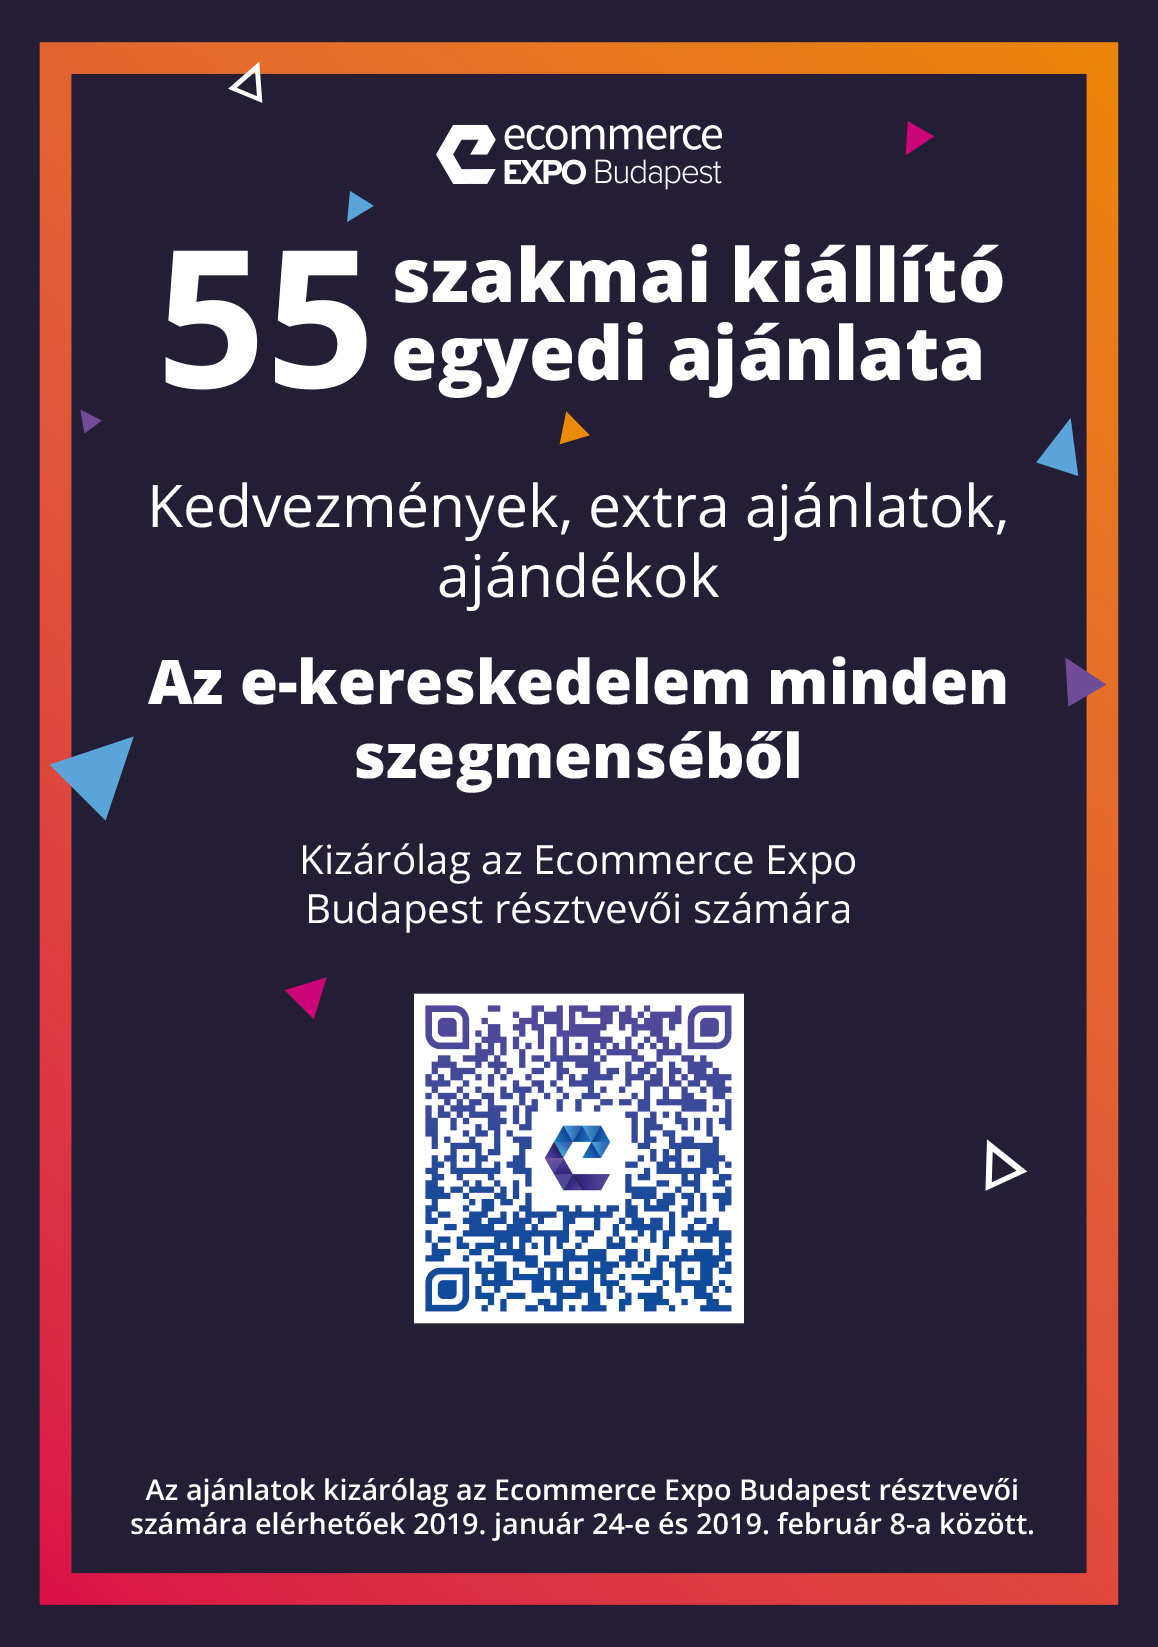 ecommerce
EXPO Budapest
55 szakmai kiállító
egyedi ajánlata
Kedvezmények, extra ajánlatok,
ajándékok
Az e-kereskedelem minden
szegmenséből
Kizárólag az Ecommerce Expo
Budapest résztvevői számára
Az ajánlatok kizárólag az Ecommerce Expo Budapest résztvevői
számára elérhetőek 2019. január 24-e és 2019. február 8-a között.